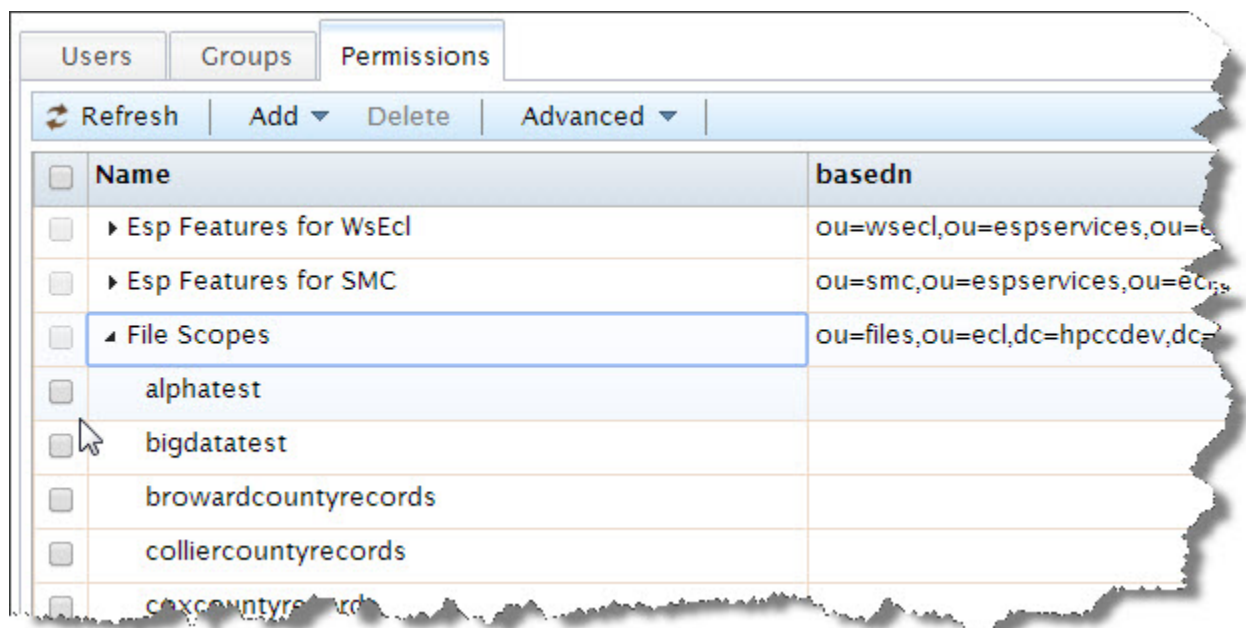 Users Groups Permissions
Refresh Add Delete Advanced
Name basedn
Esp Features for WsEcl ou=wsecl,ou=espservices,ou=
Esp Features for SMC ou=smc,ou=espservices,ou=ecl,
File Scopes ou=files,ou=ecl,dc=hpccdev,dc=
alphatest
bigdatatest
browardcountyrecords
colliercountyrecords